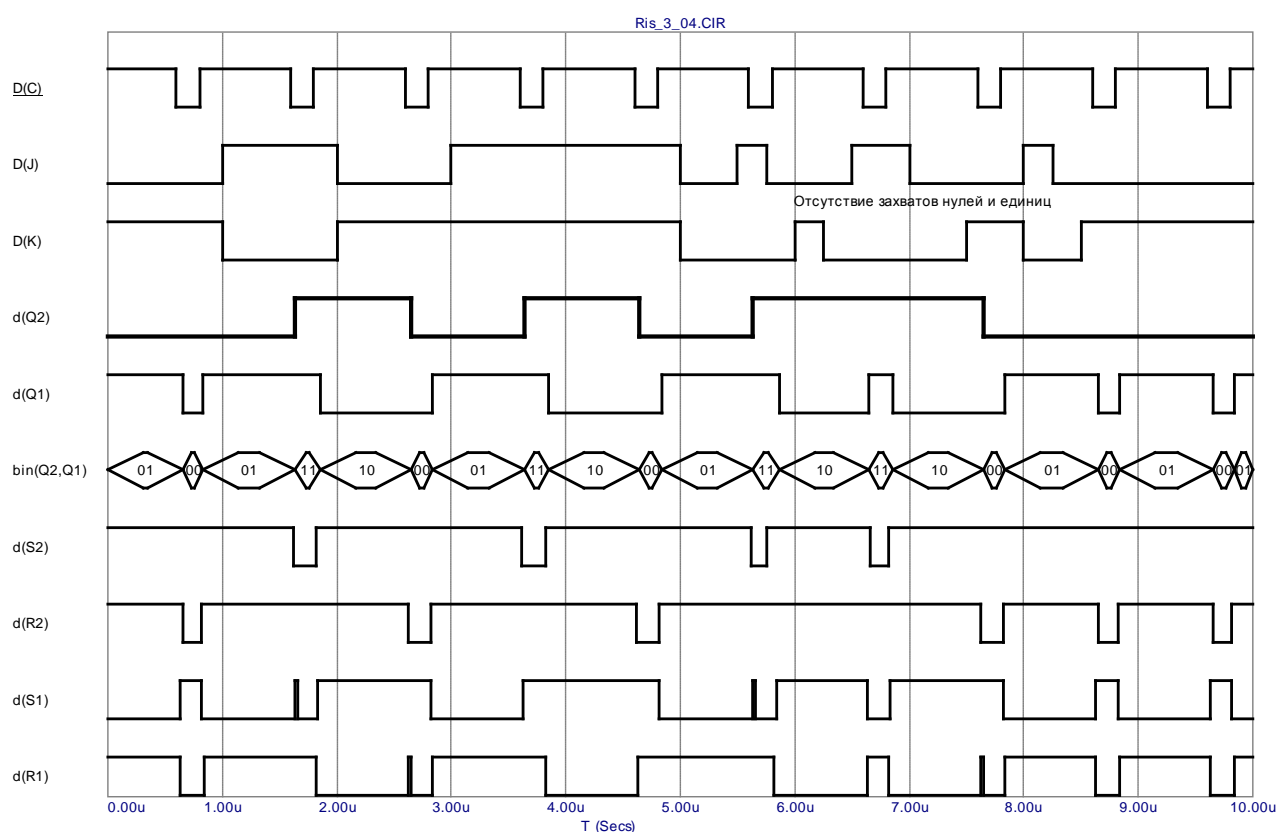 Ris_3_04.CIR
D(C)
D(J)
Отсутствие захватов нулей и единиц
D(K)
d(Q2)
d(Q1)
bin(Q2,Q1) 01 00 01 11 10 00 01 11 10 00 01 11 10 11 10 00 01 00 01 00 01
d(S2)
d(R2)
d(S1)
d(R1)
0.00u 1.00u 2.00u 3.00u 4.00u 5.00u 6.00u 7.00u 8.00u 9.00u 10.00u
T (Secs)